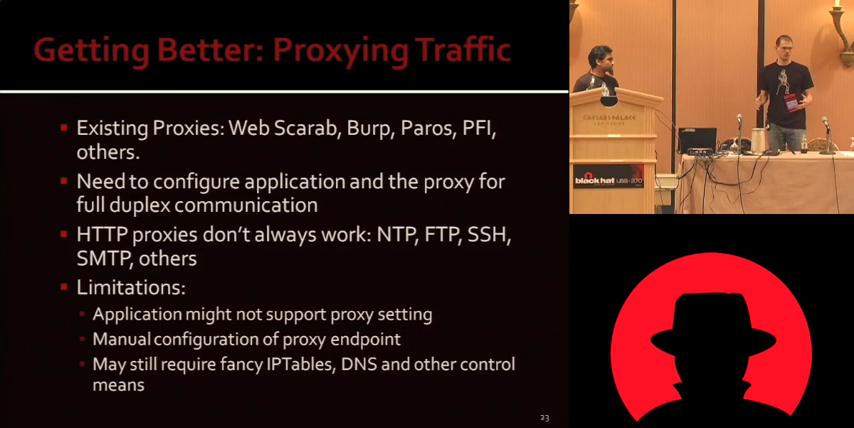 Getting Better: Proxying Traffic
Existing Proxies: Web Scarab, Burp, Paros, PFI,
others.
Need to configure application and the proxy for
full duplex communication
HTTP proxies don't always work: NTP, FTP, SSH,
SMTP, others
Limitations:
Application might not support proxy setting
Manual configuration of proxy endpoint
May still require fancy IPTables, DNS and other control
means
23
CAESARS PALACE
black hat USA+2010